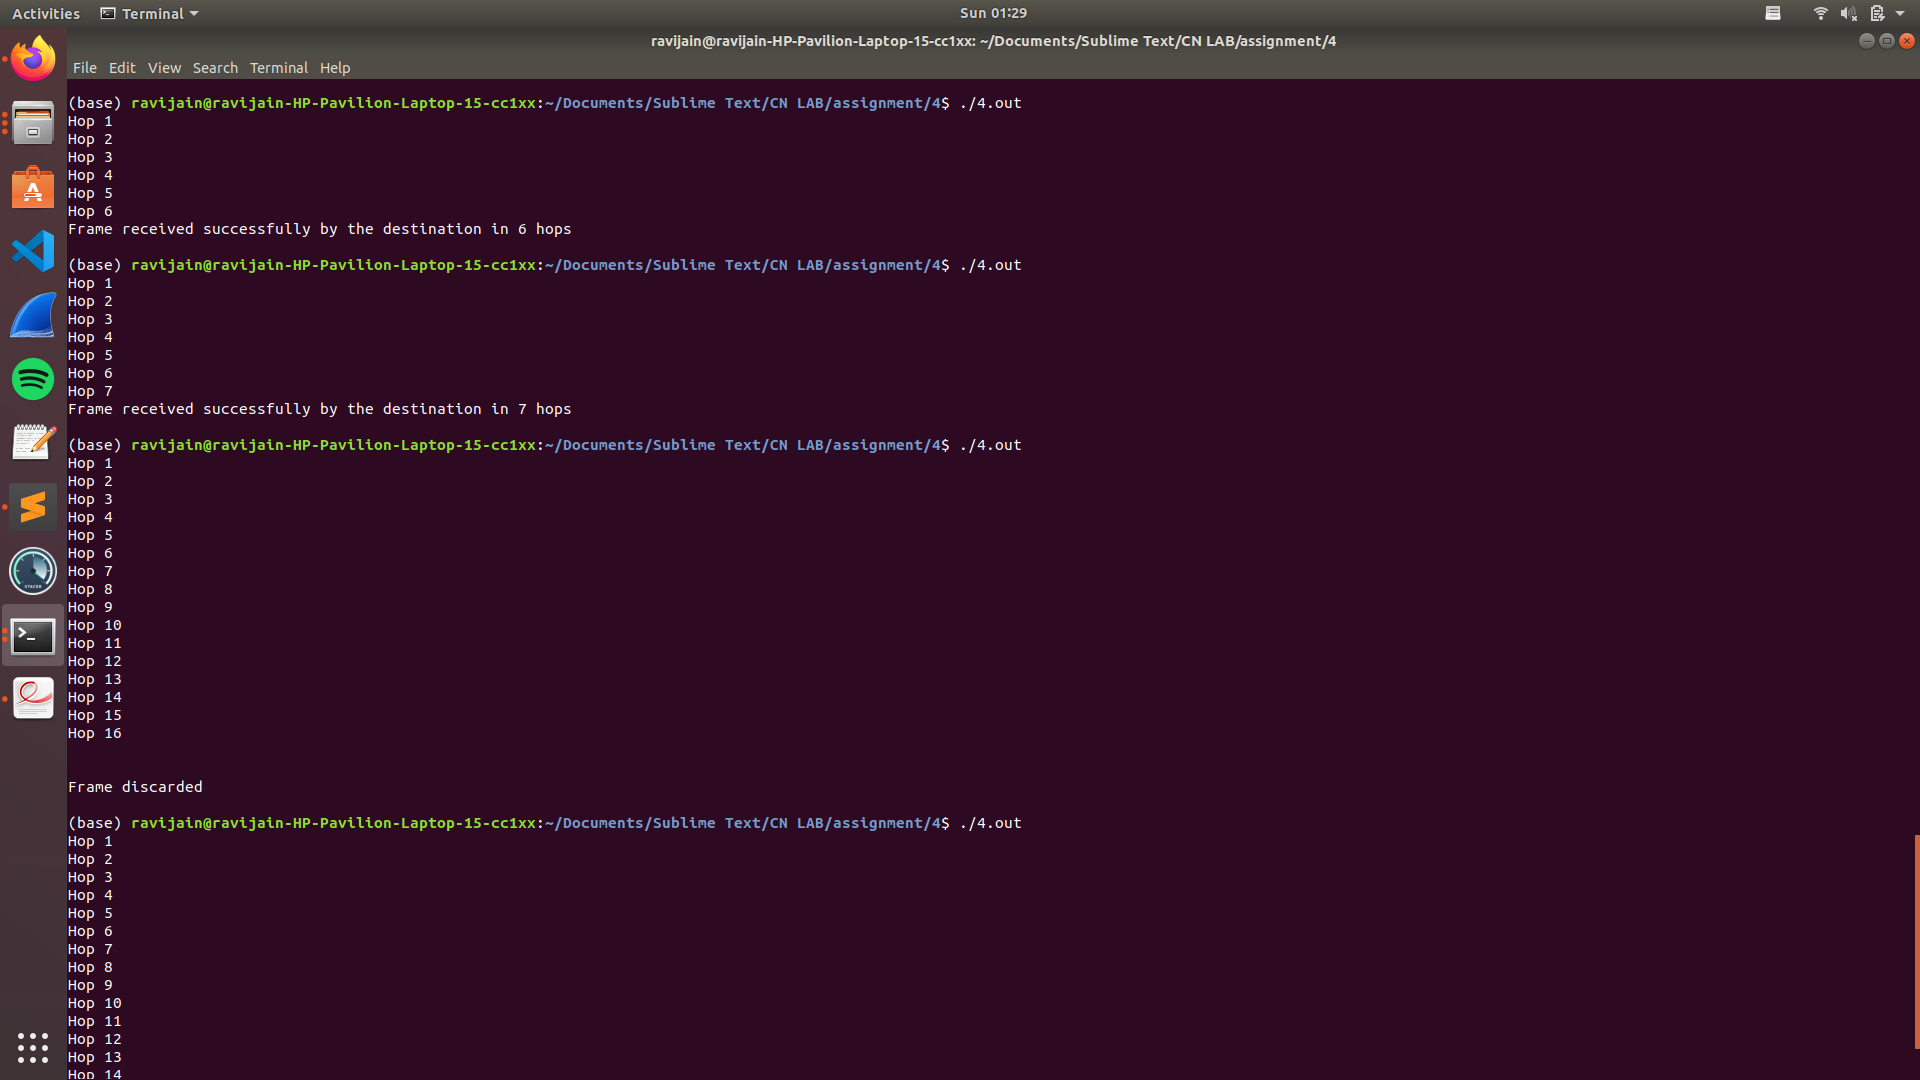 Activities Terminal Sun 01:29
ravijain@ravijain-HP-Pavilion-Laptop-15-cc1xx: ~/Documents/Sublime Text/CN LAB/assignment/4
File Edit View Search Terminal Help
(base) ravijain@ravijain-HP-Pavilion-Laptop-15-cc1xx:~/Documents/Sublime Text/CN LAB/assignment/4$ ./4.out
Hop 1
Hop 2
Hop 3
Hop 4
Hop 5
Hop 6
Frame received successfully by the destination in 6 hops
(base) ravijain@ravijain-HP-Pavilion-Laptop-15-cc1xx:~/Documents/Sublime Text/CN LAB/assignment/4$ ./4.out
Hop 1
Hop 2
Hop 3
Hop 4
Hop 5
Hop 6
Hop 7
Frame received successfully by the destination in 7 hops
(base) ravijain@ravijain-HP-Pavilion-Laptop-15-cc1xx:~/Documents/Sublime Text/CN LAB/assignment/4$ ./4.out
Hop 1
Hop 2
Hop 3
Hop 4
Hop 5
Hop 6
Hop 7
Hop 8
Hop 9
Hop 10
Hop 11
Hop 12
Hop 13
Hop 14
Hop 15
Hop 16
Frame discarded
(base) ravijain@ravijain-HP-Pavilion-Laptop-15-cc1xx:~/Documents/Sublime Text/CN LAB/assignment/4$ ./4.out
Hop 1
Hop 2
Hop 3
Hop 4
Hop 5
Hop 6
Hop 7
Hop 8
Hop 9
Hop 10
Hop 11
Hop 12
Hop 13
Hop 14
STACER